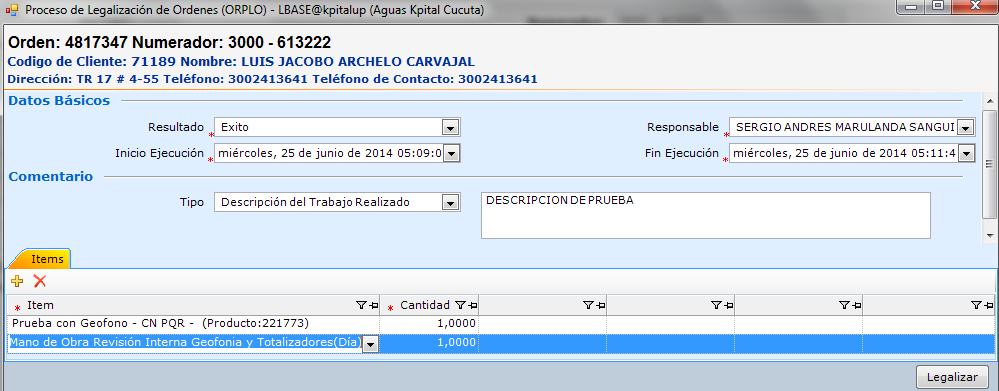 Proceso de Legalización de Ordenes (ORPLO) - LBASE@kpitalup (Aguas Kpital Cucuta)
Orden: 4817347 Numerador: 3000 - 613222
Codigo de Cliente: 71189 Nombre: LUIS JACOBO ARCHELO CARVAJAL
Dirección: TR 17 # 4-55 Teléfono: 3002413641 Teléfono de Contacto: 3002413641
Datos Básicos
Resultado * Exito Responsable * SERGIO ANDRES MARULANDA SANGUI
Inicio Ejecución * miércoles, 25 de junio de 2014 05:09:0 Fin Ejecución * miércoles, 25 de junio de 2014 05:11:4
Comentario
Tipo Descripción del Trabajo Realizado DESCRIPCION DE PRUEBA
Items
* Item * Cantidad
Prueba con Geofono - CN PQR - (Producto:221773) 1,0000
Mano de Obra Revisión Interna Geofonia y Totalizadores(Día) 1,0000
Legalizar